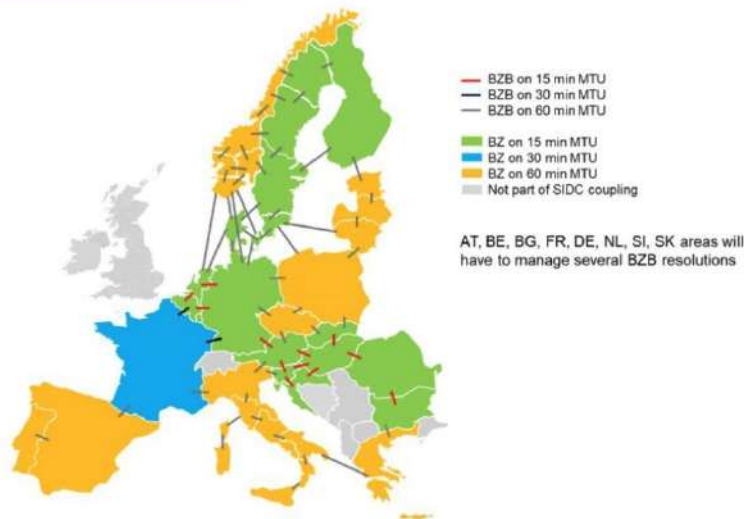 BZB on 15 min MTU
BZB on 30 min MTU
BZB on 60 min MTU
BZ on 15 min MTU
BZ on 30 min MTU
BZ on 60 min MTU
Not part of SIDC coupling
AT, BE, BG, FR, DE, NL, SI, SK areas will
have to manage several BZB resolutions